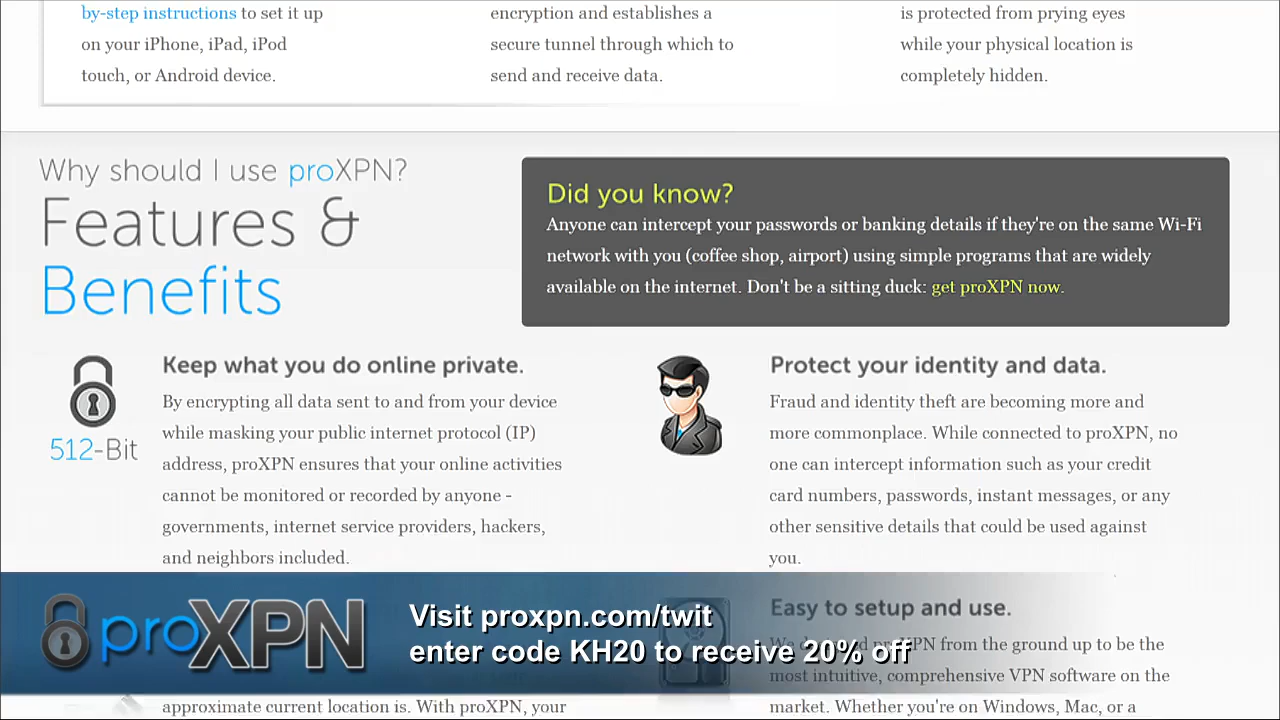 by-step instructions to set it up
on your iPhone, iPad, iPod
touch, or Android device.
encryption and establishes a
secure tunnel through which to
send and receive data.
is protected from prying eyes
while your physical location is
completely hidden.
Why should I use proXPN?
Features &
Benefits
Did you know?
Anyone can intercept your passwords or banking details if they're on the same Wi-Fi
network with you (coffee shop, airport) using simple programs that are widely
available on the internet. Don't be a sitting duck: get proXPN now.
512-Bit
Keep what you do online private.
By encrypting all data sent to and from your device
while masking your public internet protocol (IP)
address, proXPN ensures that your online activities
cannot be monitored or recorded by anyone -
governments, internet service providers, hackers,
and neighbors included.
Protect your identity and data.
Fraud and identity theft are becoming more and
more commonplace. While connected to proXPN, no
one can intercept information such as your credit
card numbers, passwords, instant messages, or any
other sensitive details that could be used against
you.
proXPN
Visit proxpn.com/twit
enter code KH20 to receive 20% off
Easy to setup and use.
proXPN from the ground up to be the
most intuitive, comprehensive VPN software on the
market. Whether you're on Windows, Mac, or a
approximate current location is. With proXPN, your